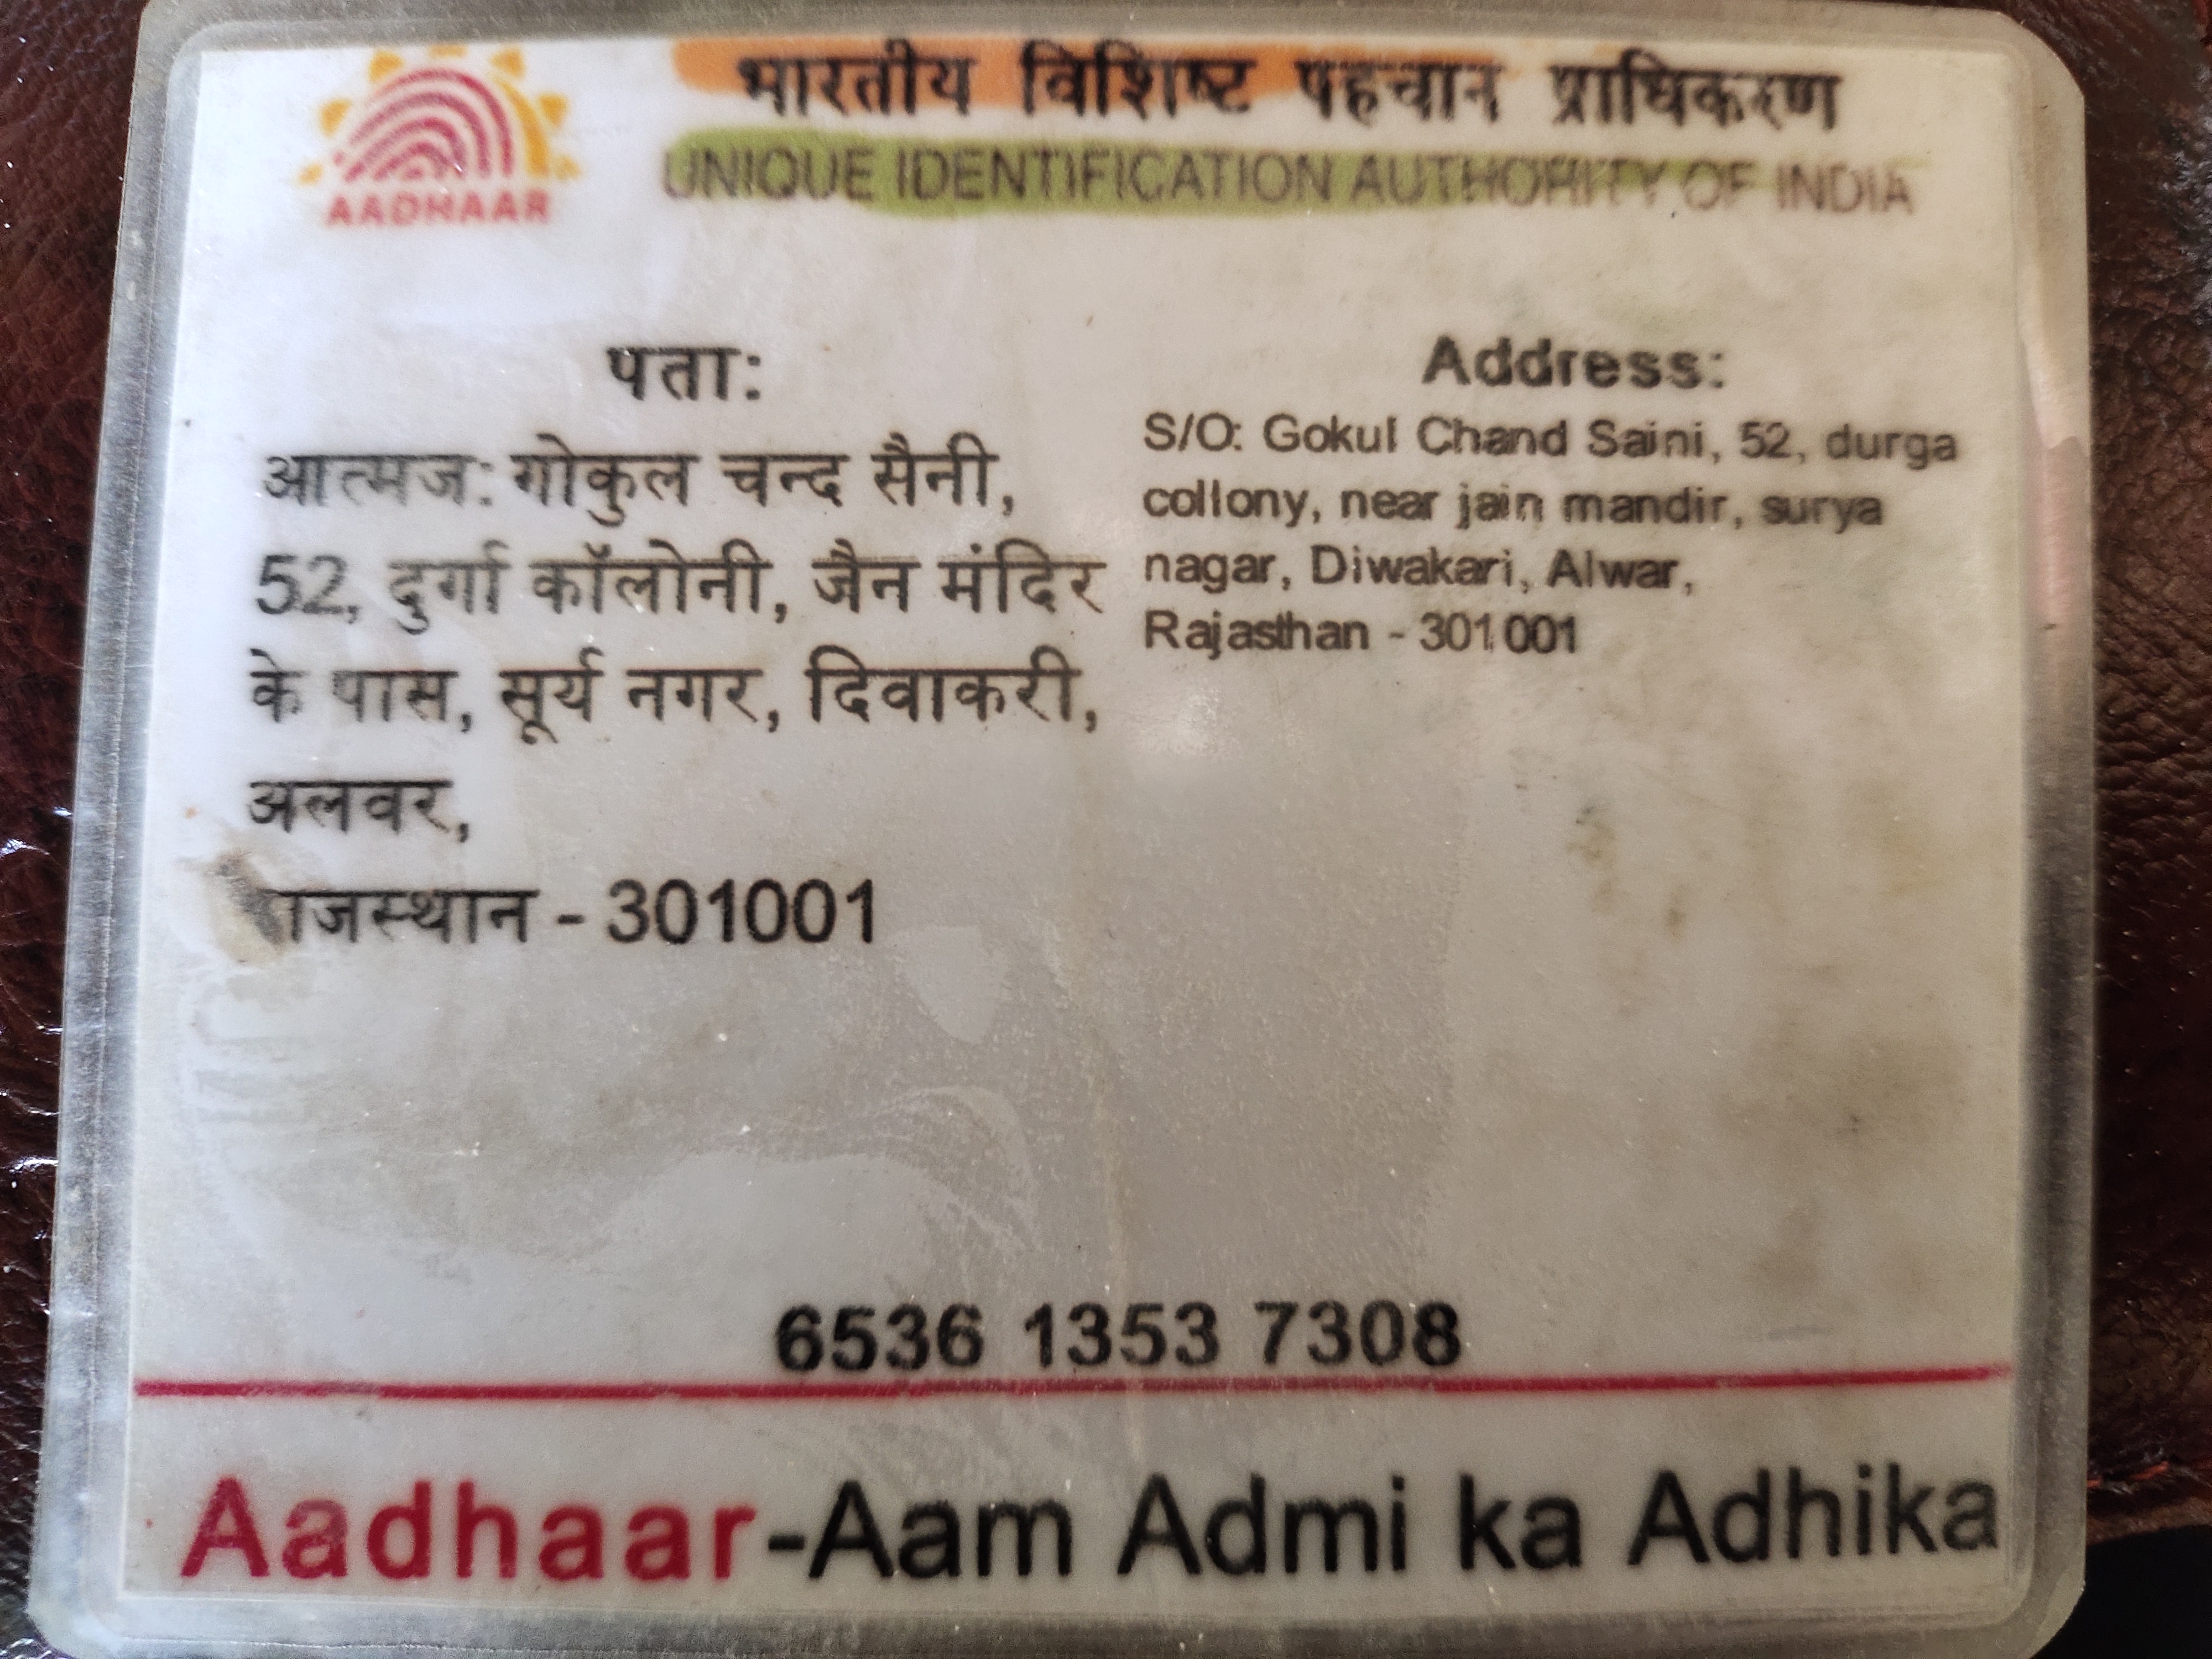 AADHAAR
भारतीय विशिष्ट पहचान प्राधिकरण
UNIQUE IDENTIFICATION AUTHORITY OF INDIA
पता:
आत्मज: गोकुल चन्द सैनी,
52, दुर्गा कॉलोनी, जैन मंदिर
के पास, सूर्य नगर, दिवाकरी,
अलवर,
राजस्थान - 301001
Address:
S/O: Gokul Chand Saini, 52, durga
collony, near jain mandir, surya
nagar, Diwakari, Alwar,
Rajasthan - 301001
6536 1353 7308
Aadhaar-Aam Admi ka Adhika